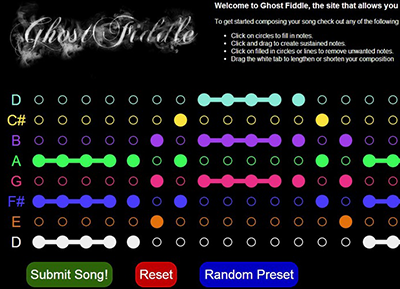 Ghost Fiddle
Welcome to Ghost Fiddle, the site that allows you
To get started composing your song check out any of the following
Click on circles to fill in notes.
Click and drag to create sustained notes.
Click on filled in circles or lines to remove unwanted notes.
Drag the white tab to lengthen or shorten your composition
D
C#
B
A
G
F#
E
D
Submit Song!
Reset
Random Preset